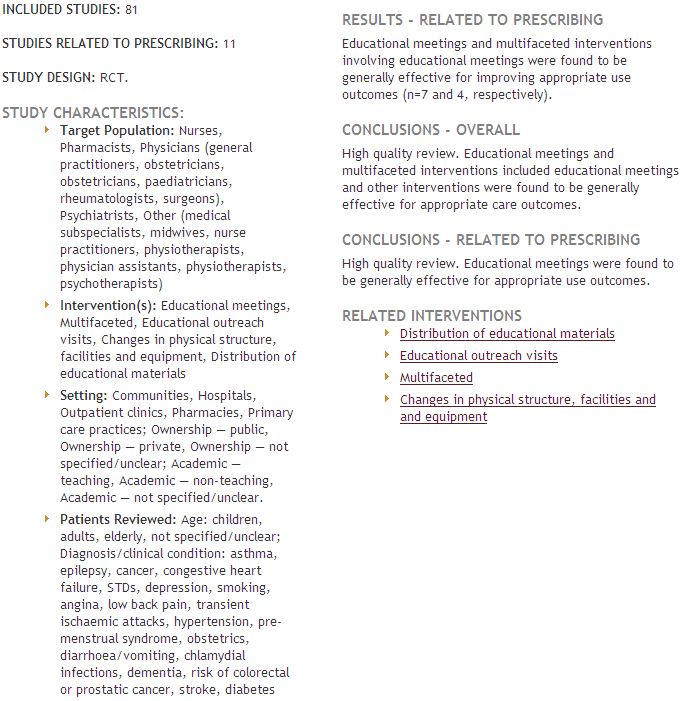 INCLUDED STUDIES: 81
STUDIES RELATED TO PRESCRIBING: 11
STUDY DESIGN: RCT.
STUDY CHARACTERISTICS:
Target Population: Nurses,
Pharmacists, Physicians (general
practitioners, obstetricians,
obstetricians, paediatricians,
rheumatologists, surgeons),
Psychiatrists, Other (medical
subspecialists, midwives, nurse
practitioners, physiotherapists,
physician assistants, physiotherapists,
psychotherapists)
Intervention(s): Educational meetings,
Multifaceted, Educational outreach
visits, Changes in physical structure,
facilities and equipment, Distribution of
educational materials
Setting: Communities, Hospitals,
Outpatient clinics, Pharmacies, Primary
care practices; Ownership — public,
Ownership — private, Ownership — not
specified/unclear; Academic —
teaching, Academic — non-teaching,
Academic — not specified/unclear.
Patients Reviewed: Age: children,
adults, elderly, not specified/unclear;
Diagnosis/clinical condition: asthma,
epilepsy, cancer, congestive heart
failure, STDs, depression, smoking,
angina, low back pain, transient
ischaemic attacks, hypertension, pre-
menstrual syndrome, obstetrics,
diarrhoea/vomiting, chlamydial
infections, dementia, risk of colorectal
or prostatic cancer, stroke, diabetes
RESULTS - RELATED TO PRESCRIBING
Educational meetings and multifaceted interventions
involving educational meetings were found to be
generally effective for improving appropriate use
outcomes (n=7 and 4, respectively).
CONCLUSIONS - OVERALL
High quality review. Educational meetings and
multifaceted interventions included educational meetings
and other interventions were found to be generally
effective for appropriate care outcomes.
CONCLUSIONS - RELATED TO PRESCRIBING
High quality review. Educational meetings were found to
be generally effective for appropriate use outcomes.
RELATED INTERVENTIONS
Distribution of educational materials
Educational outreach visits
Multifaceted
Changes in physical structure, facilities and
and equipment